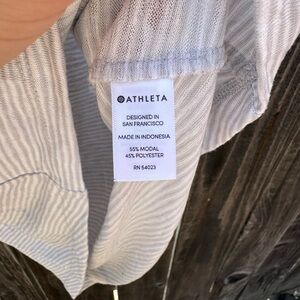 ATHLETA
DESIGNED IN
SAN FRANCISCO
MADE IN INDONESIA
55% MODAL
45% POLYESTER
RN 54023